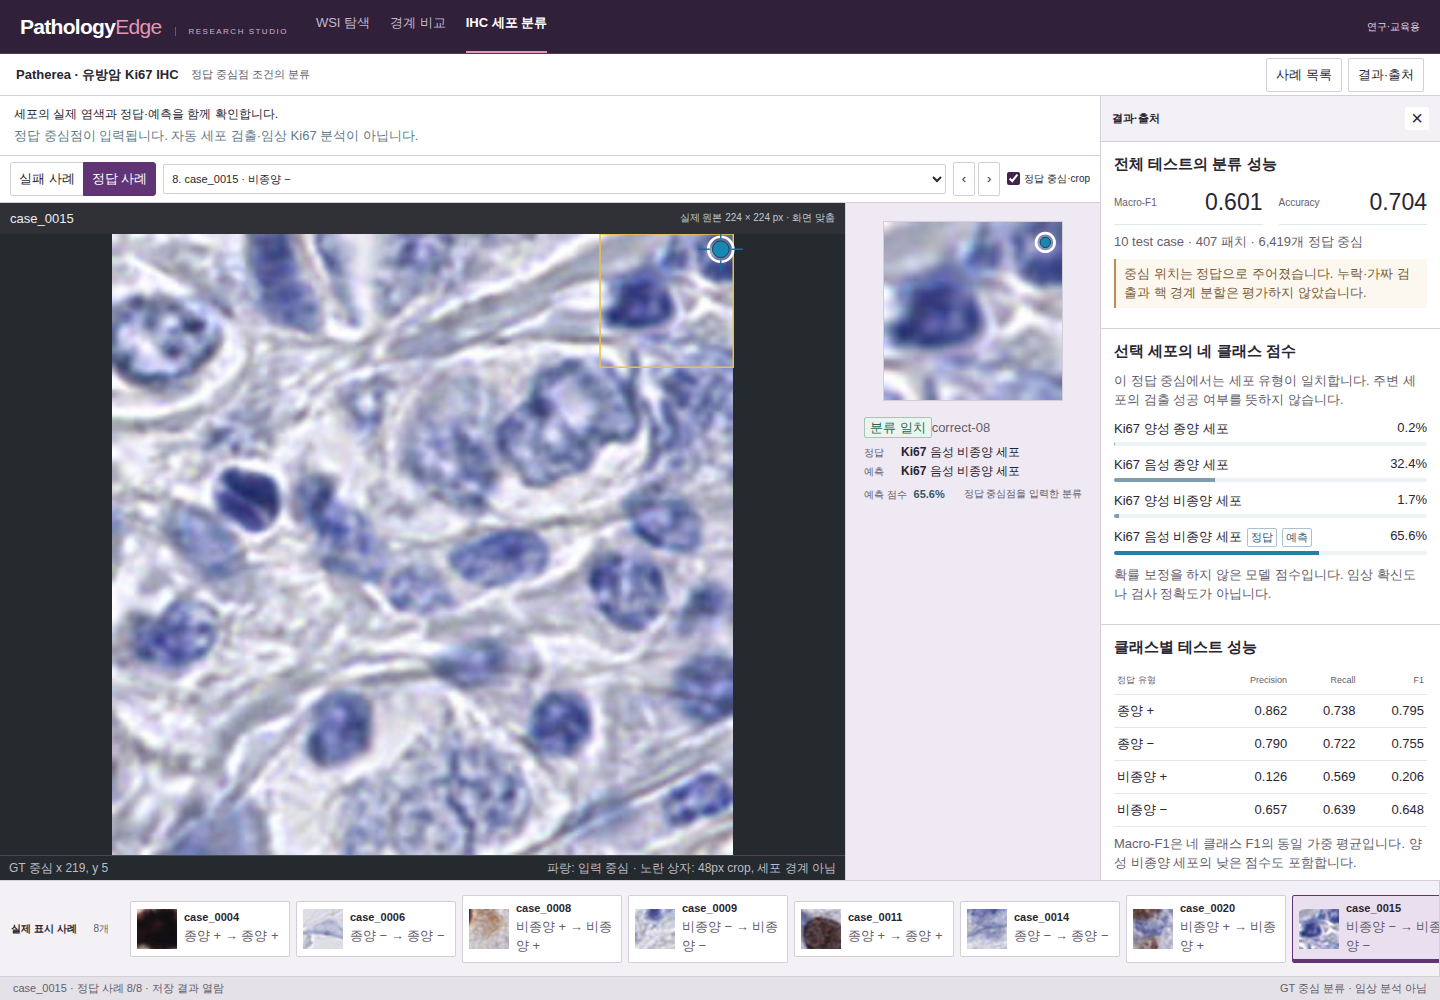 PathologyEdge | RESEARCH STUDIO WSI 탐색 경계 비교 IHC 세포 분류 연구·교육용
Patherea · 유방암 Ki67 IHC 정답 중심점 조건의 분류 사례 목록 결과·출처
세포의 실제 염색과 정답·예측을 함께 확인합니다.
정답 중심점이 입력됩니다. 자동 세포 검출·임상 Ki67 분석이 아닙니다.
실패 사례 정답 사례 8. case_0015 · 비종양 − ‹ › 정답 중심·crop
case_0015 실제 원본 224 × 224 px · 화면 맞춤
GT 중심 x 219, y 5 파랑: 입력 중심 · 노란 상자: 48px crop, 세포 경계 아님
분류 일치 correct-08
정답 Ki67 음성 비종양 세포
예측 Ki67 음성 비종양 세포
예측 점수 65.6% 정답 중심점을 입력한 분류
결과·출처 ✕
전체 테스트의 분류 성능
Macro-F1 0.601 Accuracy 0.704
10 test case · 407 패치 · 6,419개 정답 중심
중심 위치는 정답으로 주어졌습니다. 누락·가짜 검
출과 핵 경계 분할은 평가하지 않았습니다.
선택 세포의 네 클래스 점수
이 정답 중심에서는 세포 유형이 일치합니다. 주변 세
포의 검출 성공 여부를 뜻하지 않습니다.
Ki67 양성 종양 세포 0.2%
Ki67 음성 종양 세포 32.4%
Ki67 양성 비종양 세포 1.7%
Ki67 음성 비종양 세포 정답 예측 65.6%
확률 보정을 하지 않은 모델 점수입니다. 임상 확신도
나 검사 정확도가 아닙니다.
클래스별 테스트 성능
정답 유형 Precision Recall F1
종양 + 0.862 0.738 0.795
종양 − 0.790 0.722 0.755
비종양 + 0.126 0.569 0.206
비종양 − 0.657 0.639 0.648
Macro-F1은 네 클래스 F1의 동일 가중 평균입니다. 양
성 비종양 세포의 낮은 점수도 포함합니다.
실제 표시 사례 8개
case_0004
종양 + → 종양 +
case_0006
종양 − → 종양 −
case_0008
비종양 + → 비종
양 +
case_0009
비종양 − → 비종
양 −
case_0011
종양 + → 종양 +
case_0014
종양 − → 종양 −
case_0020
비종양 + → 비종
양 +
case_0015
비종양 − → 비종
양 −
case_0015 · 정답 사례 8/8 · 저장 결과 열람 GT 중심 분류 · 임상 분석 아님